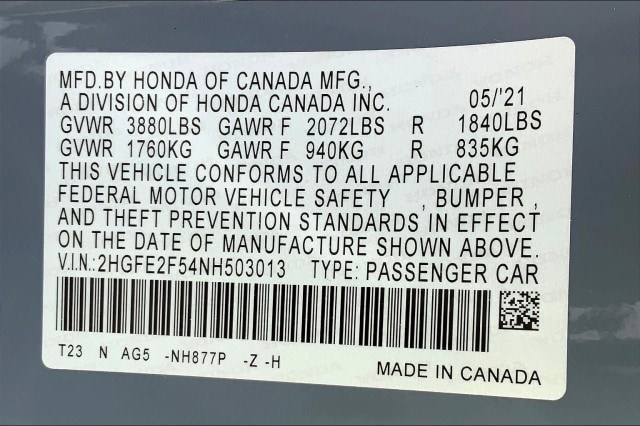 MFD.BY HONDA OF CANADA MFG.,
A DIVISION OF HONDA CANADA INC. 05/'21
GVWR 3880LBS GAWR F 2072LBS R 1840LBS
GVWR 1760KG GAWR F 940KG R 835KG
THIS VEHICLE CONFORMS TO ALL APPLICABLE
FEDERAL MOTOR VEHICLE SAFETY , BUMPER ,
AND THEFT PREVENTION STANDARDS IN EFFECT
ON THE DATE OF MANUFACTURE SHOWN ABOVE.
V.I.N.:2HGFE2F54NH503013 TYPE: PASSENGER CAR
T23 N AG5 -NH877P -Z -H
MADE IN CANADA